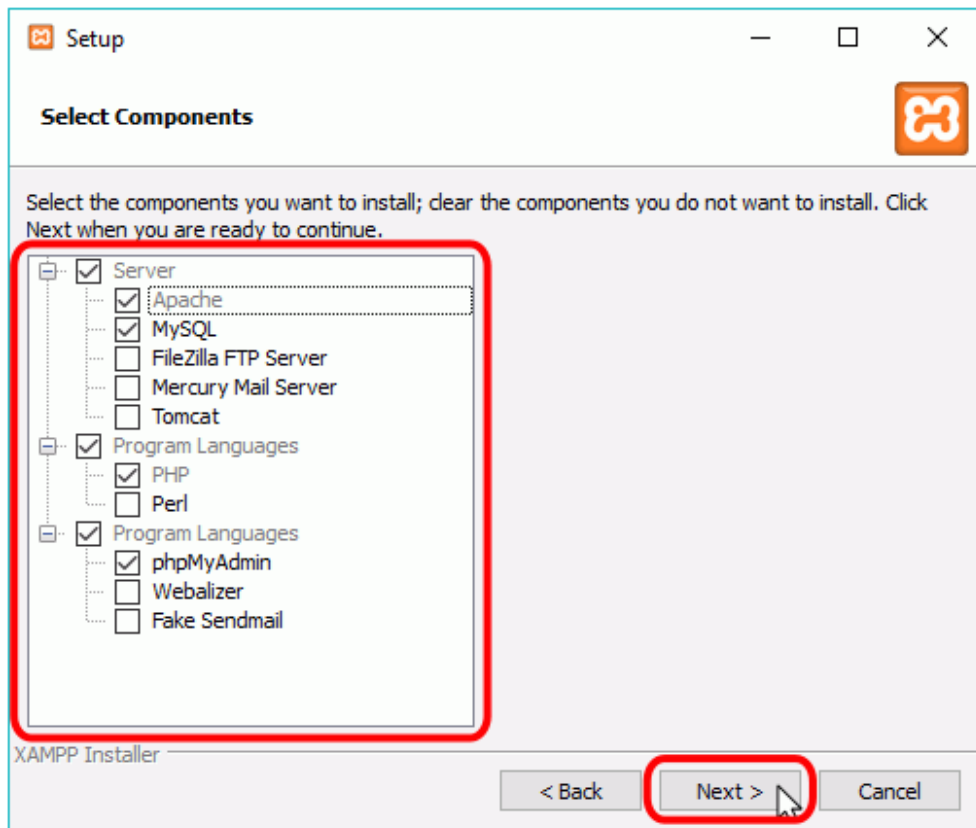 Setup
Select Components
Select the components you want to install; clear the components you do not want to install. Click
Next when you are ready to continue.
Server
Apache
MySQL
FileZilla FTP Server
Mercury Mail Server
Tomcat
Program Languages
PHP
Perl
Program Languages
phpMyAdmin
Webalizer
Fake Sendmail
XAMPP Installer
< Back
Next >
Cancel